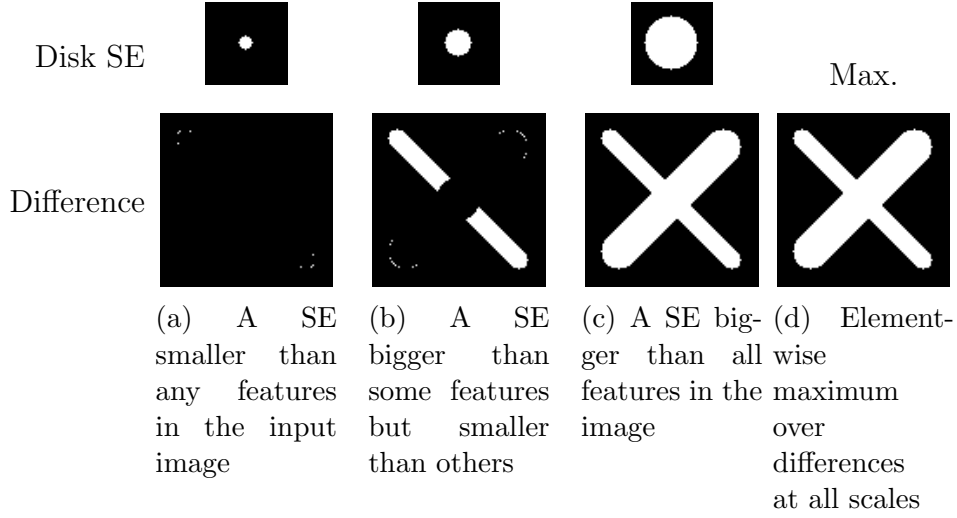 Disk SE
Max.
Difference
(a) A SE
smaller than
any features
in the input
image
(b) A SE
bigger than
some features
but smaller
than others
(c) A SE big-
ger than all
features in the
image
(d) Element-
wise
maximum
over
differences
at all scales